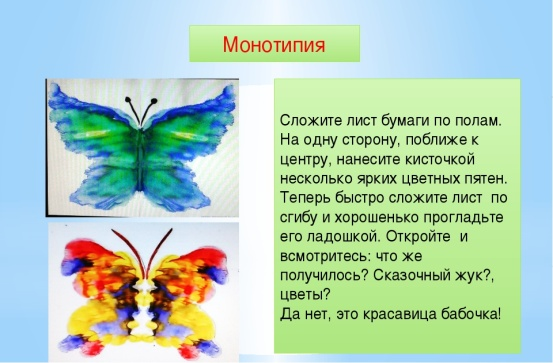 Монотипия
Сложите лист бумаги по полам.
На одну сторону, поближе к
центру, нанесите кисточкой
несколько ярких цветных пятен.
Теперь быстро сложите лист по
сгибу и хорошенько прогладьте
его ладошкой. Откройте и
всмотритесь: что же
получилось? Сказочный жук?,
цветы?
Да нет, это красавица бабочка!